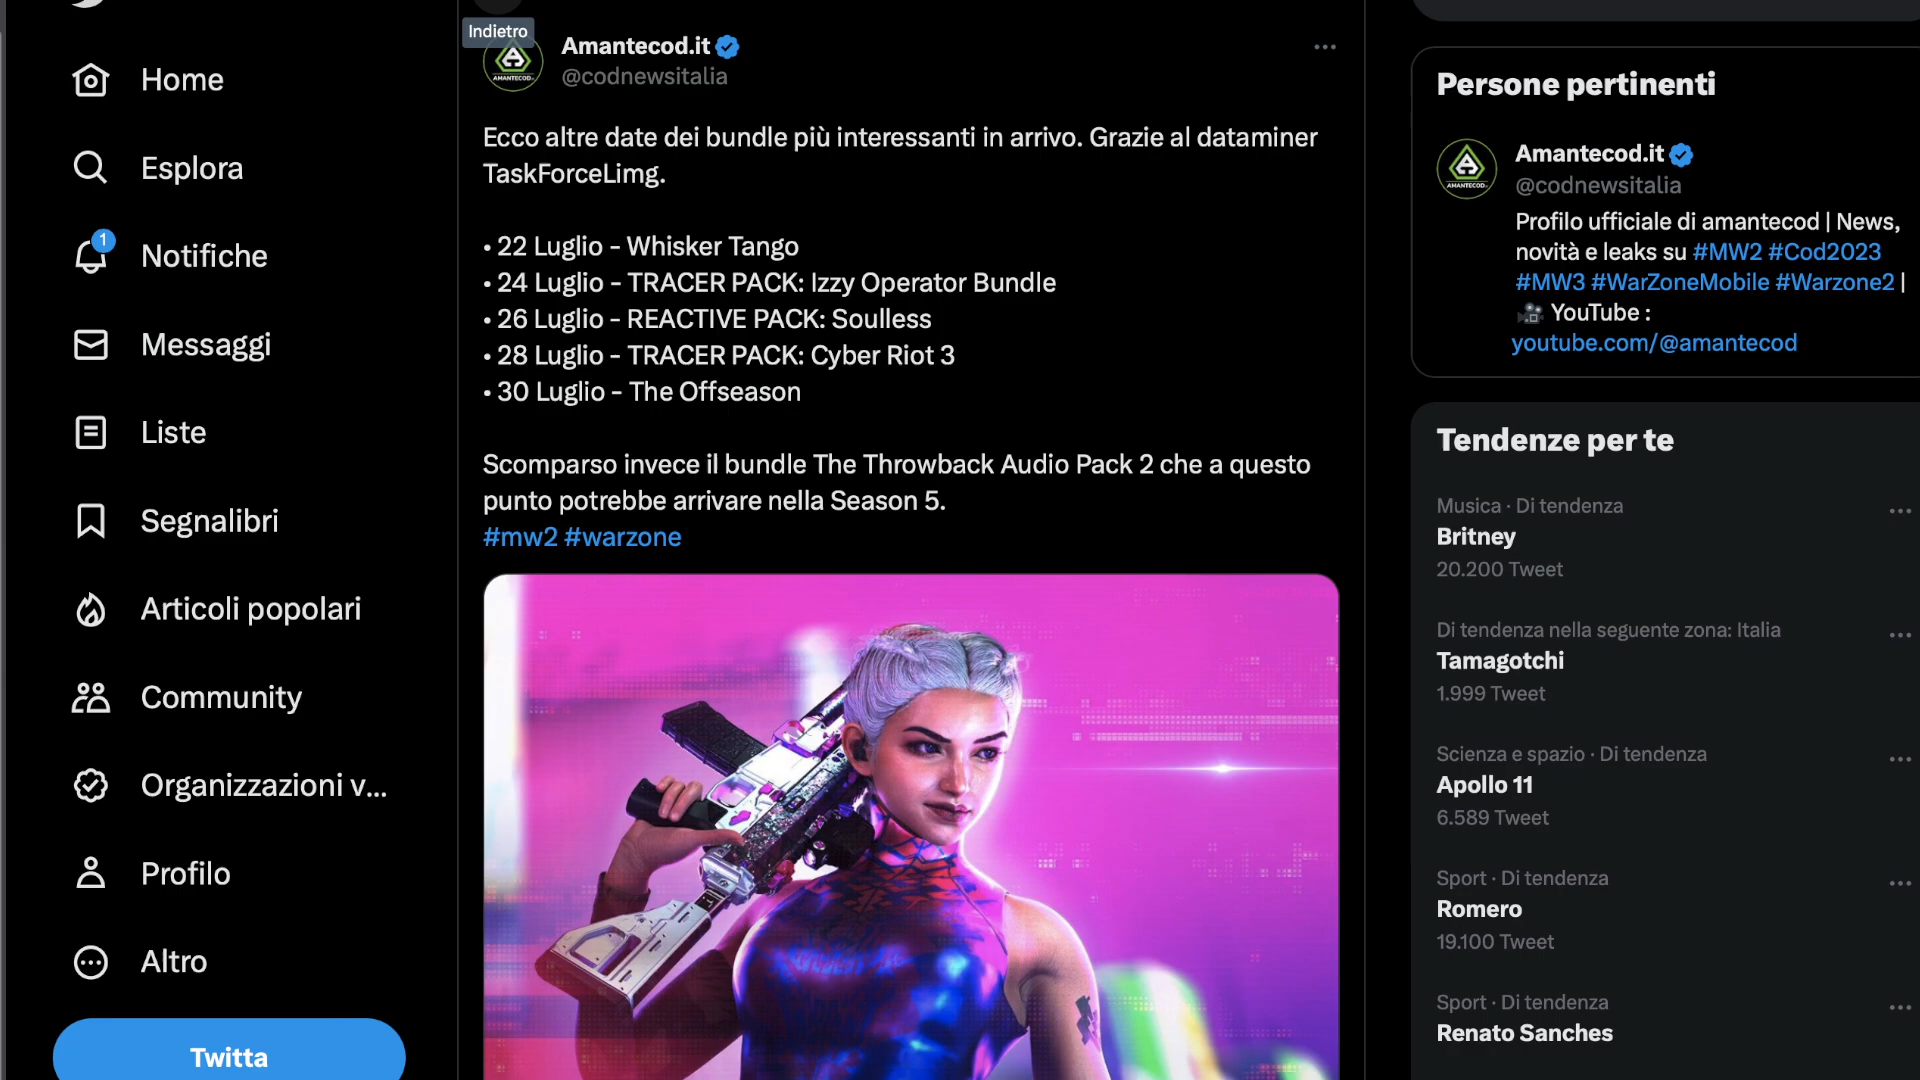 Indietro
Home
Esplora
1
Notifiche
Messaggi
Liste
Segnalibri
Articoli popolari
Community
Organizzazioni v...
Profilo
Altro
Twitta
AMANTECOD
Amantecod.it
@codnewsitalia
Ecco altre date dei bundle più interessanti in arrivo. Grazie al dataminer
TaskForceLimg.
• 22 Luglio - Whisker Tango
• 24 Luglio - TRACER PACK: Izzy Operator Bundle
• 26 Luglio - REACTIVE PACK: Soulless
• 28 Luglio - TRACER PACK: Cyber Riot 3
• 30 Luglio - The Offseason
Scomparso invece il bundle The Throwback Audio Pack 2 che a questo
punto potrebbe arrivare nella Season 5.
#mw2 #warzone
Persone pertinenti
AMANTECOD
Amantecod.it
@codnewsitalia
Profilo ufficiale di amantecod | News,
novità e leaks su #MW2 #Cod2023
#MW3 #WarZoneMobile #Warzone2 |
🎥 YouTube :
youtube.com/@amantecod
Tendenze per te
Musica · Di tendenza
Britney
20.200 Tweet
Di tendenza nella seguente zona: Italia
Tamagotchi
1.999 Tweet
Scienza e spazio · Di tendenza
Apollo 11
6.589 Tweet
Sport · Di tendenza
Romero
19.100 Tweet
Sport · Di tendenza
Renato Sanches